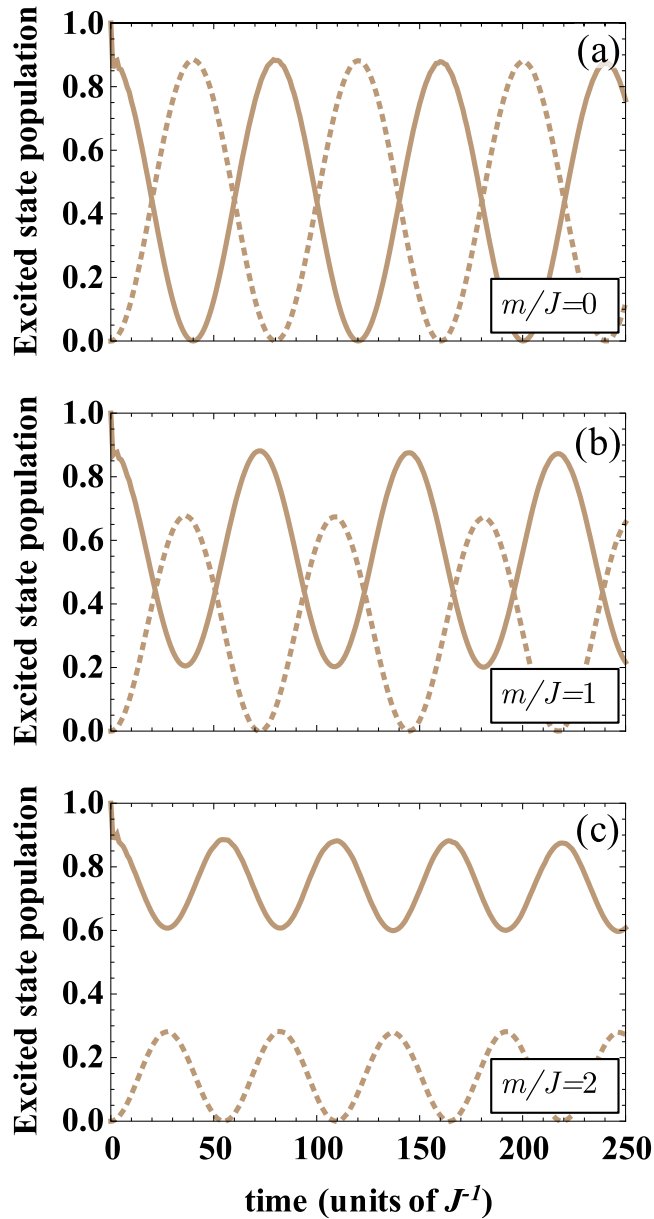 (a)
Excited state population
1.0
0.8
0.6
0.4
0.2
0.0
m/J=0
(b)
Excited state population
1.0
0.8
0.6
0.4
0.2
0.0
m/J=1
(c)
Excited state population
1.0
0.8
0.6
0.4
0.2
0.0
m/J=2
0 50 100 150 200 250
time (units of J⁻¹)